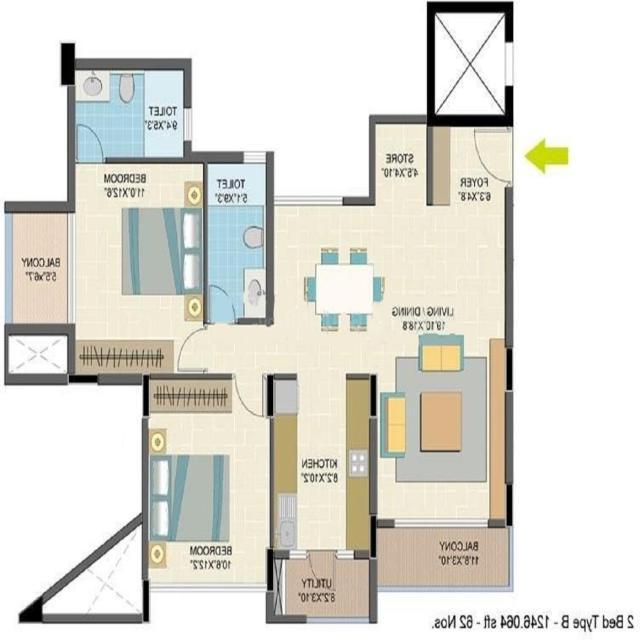 TOILET
9'4"X5'3"
BEDROOM
11'0"X12'6"
TOILET
5'1"X9'3"
STORE
4'5"X4'10"
FOYER
6'3"X4'8"
BALCONY
5'5"x6'7"
LIVING / DINING
19'10"X18'8"
KITCHEN
8'2"X10'2"
BEDROOM
10'6"X12'2"
UTILITY
8'2"X3'10"
BALCONY
11'8"X3'10"
2 Bed Type B - 1246.064 sft - 62 Nos.